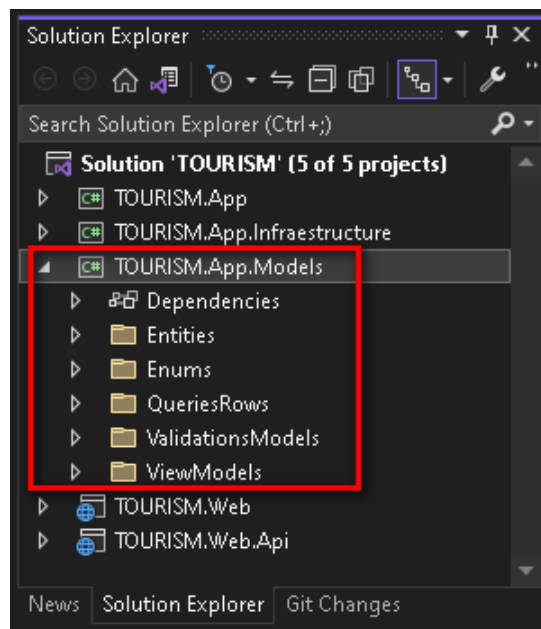 Solution Explorer
Search Solution Explorer (Ctrl+;)
Solution 'TOURISM' (5 of 5 projects)
C# TOURISM.App
C# TOURISM.App.Infraestructure
C# TOURISM.App.Models
Dependencies
Entities
Enums
QueriesRows
ValidationsModels
ViewModels
TOURISM.Web
TOURISM.Web.Api
News Solution Explorer Git Changes